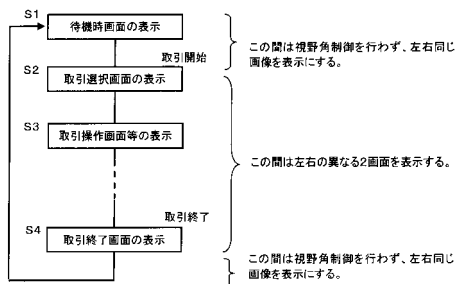 S1
待機時画面の表示
取引開始
この間は視野角制御を行わず、左右同じ
画像を表示にする。
S2
取引選択画面の表示
S3
取引操作画面等の表示
この間は左右の異なる2画面を表示する。
取引終了
S4
取引終了画面の表示
この間は視野角制御を行わず、左右同じ
画像を表示にする。